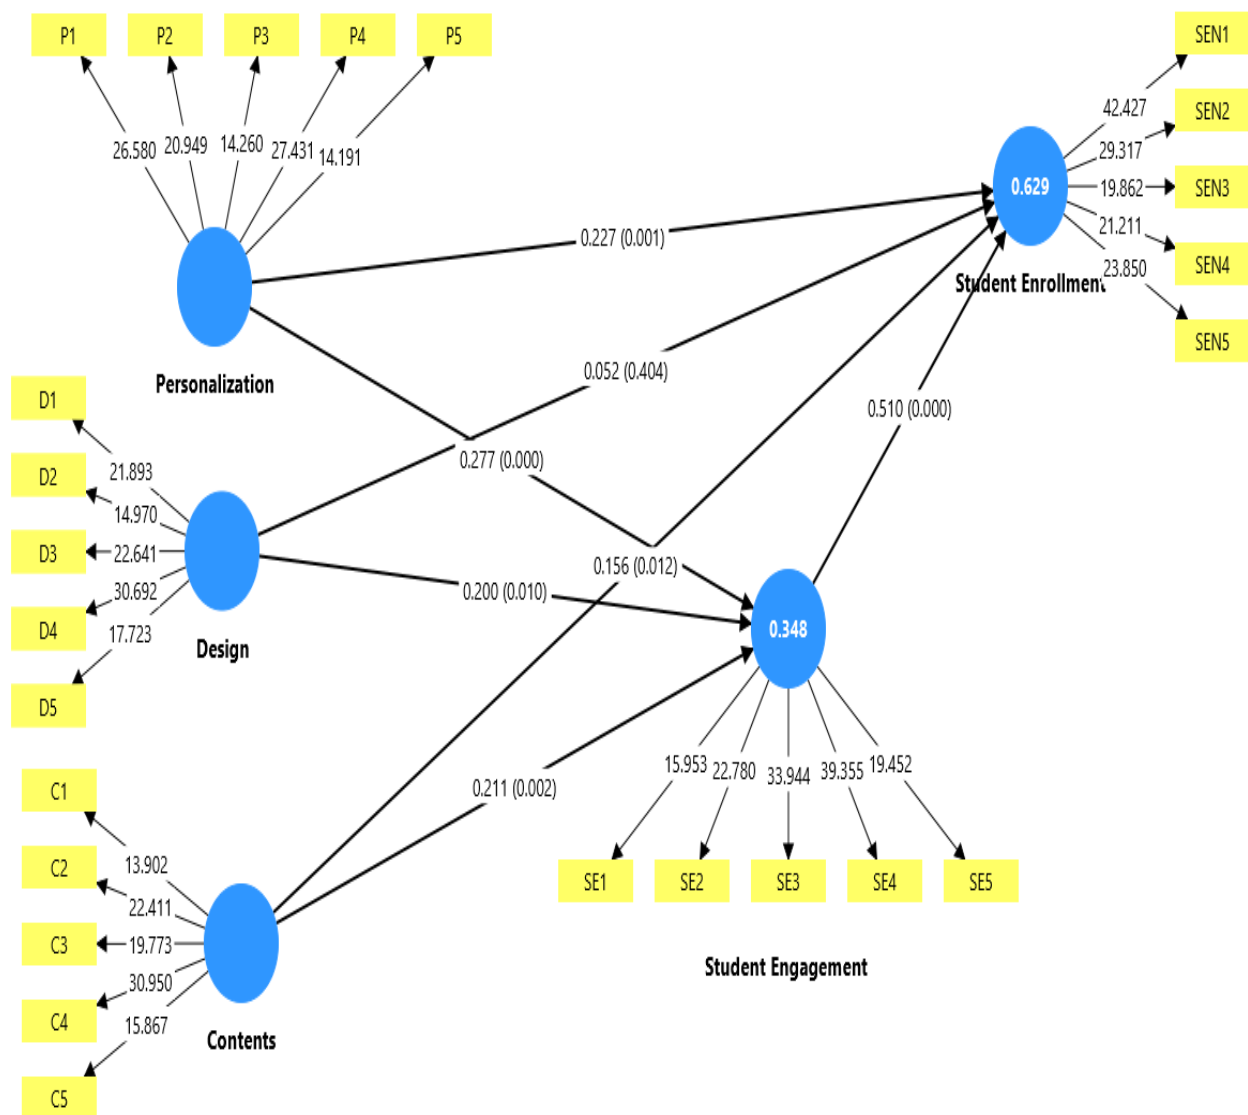 P1 P2 P3 P4 P5
26.580 20.949 14.260 27.431 14.191
Personalization
SEN1
SEN2
SEN3
SEN4
SEN5
42.427
29.317
19.862
21.211
23.850
0.629
Student Enrollment
0.227 (0.001)
0.052 (0.404)
0.510 (0.000)
0.277 (0.000)
0.156 (0.012)
0.200 (0.010)
0.211 (0.002)
D1
D2
D3
D4
D5
21.893
14.970
22.641
30.692
17.723
Design
0.348
15.953 22.780 33.944 39.355 19.452
SE1 SE2 SE3 SE4 SE5
Student Engagement
C1
C2
C3
C4
C5
13.902
22.411
19.773
30.950
15.867
Contents